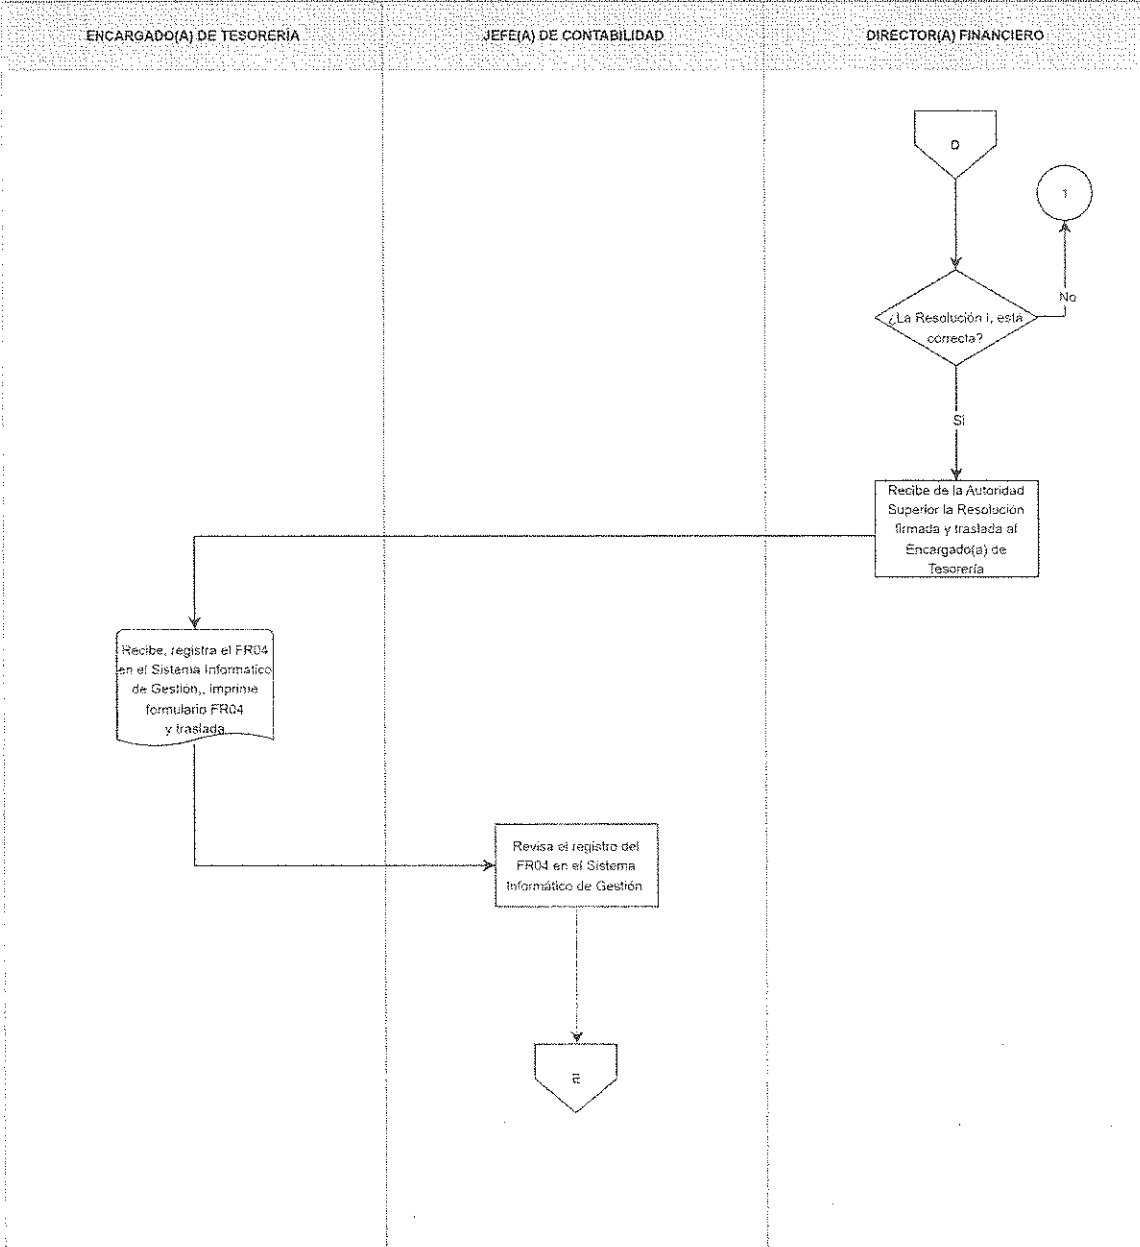 ENCARGADO(A) DE TESORERÍA
JEFE(A) DE CONTABILIDAD
DIRECTOR(A) FINANCIERO
D
1
No
¿La Resolución i, está
correcta?
Si
Recibe de la Autoridad
Superior la Resolución
firmada y traslada al
Encargado(a) de
Tesorería
Recibe, registra el FR04
en el Sistema Informático
de Gestión,, imprime
formulario FR04
y traslada
Revisa el registro del
FR04 en el Sistema
Informático de Gestión
E